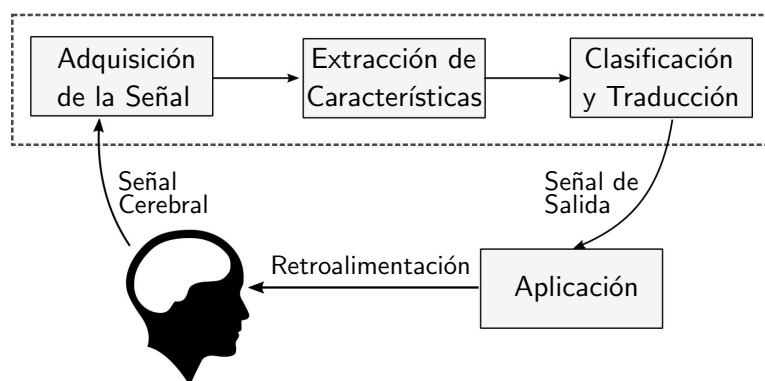 Adquisición
de la Señal
Extracción de
Características
Clasificación
y Traducción
Señal
Cerebral
Señal de
Salida
Retroalimentación
Aplicación